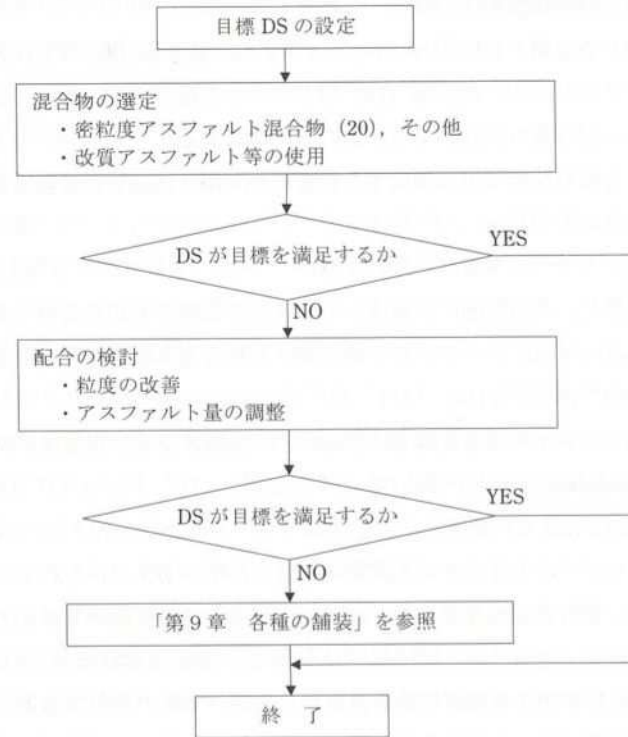 目標 DS の設定
混合物の選定
・密粒度アスファルト混合物 (20)，その他
・改質アスファルト等の使用
DS が目標を満足するか
YES
NO
配合の検討
・粒度の改善
・アスファルト量の調整
DS が目標を満足するか
YES
NO
「第9章　各種の舗装」を参照
終　了